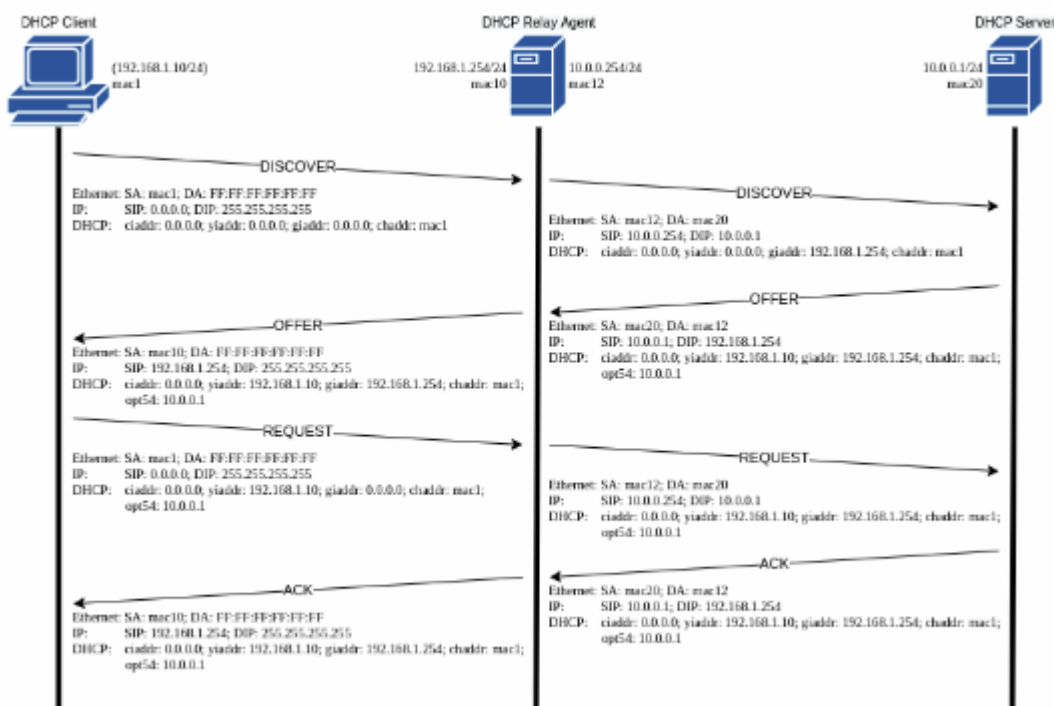 DHCP Client
DHCP Relay Agent
DHCP Server
(192.168.1.10/24)
mac1
192.168.1.254/24
mac10
10.0.0.254/24
mac12
10.0.0.1/24
mac20
DISCOVER
Ethernet: SA: mac1; DA: FF:FF:FF:FF:FF:FF
IP: SIP: 0.0.0.0; DIP: 255.255.255.255
DHCP: ciaddr: 0.0.0.0; yiaddr: 0.0.0.0; giaddr: 0.0.0.0; chaddr: mac1
DISCOVER
Ethernet: SA: mac12; DA: mac20
IP: SIP: 10.0.0.254; DIP: 10.0.0.1
DHCP: ciaddr: 0.0.0.0; yiaddr: 0.0.0.0; giaddr: 192.168.1.254; chaddr: mac1
OFFER
Ethernet: SA: mac20; DA: mac12
IP: SIP: 10.0.0.1; DIP: 192.168.1.254
DHCP: ciaddr: 0.0.0.0; yiaddr: 192.168.1.10; giaddr: 192.168.1.254; chaddr: mac1;
opt54: 10.0.0.1
OFFER
Ethernet: SA: mac10; DA: FF:FF:FF:FF:FF:FF
IP: SIP: 192.168.1.254; DIP: 255.255.255.255
DHCP: ciaddr: 0.0.0.0; yiaddr: 192.168.1.10; giaddr: 192.168.1.254; chaddr: mac1;
opt54: 10.0.0.1
REQUEST
Ethernet: SA: mac1; DA: FF:FF:FF:FF:FF:FF
IP: SIP: 0.0.0.0; DIP: 255.255.255.255
DHCP: ciaddr: 0.0.0.0; yiaddr: 192.168.1.10; giaddr: 0.0.0.0; chaddr: mac1;
opt54: 10.0.0.1
REQUEST
Ethernet: SA: mac12; DA: mac20
IP: SIP: 10.0.0.254; DIP: 10.0.0.1
DHCP: ciaddr: 0.0.0.0; yiaddr: 192.168.1.10; giaddr: 192.168.1.254; chaddr: mac1;
opt54: 10.0.0.1
ACK
Ethernet: SA: mac20; DA: mac12
IP: SIP: 10.0.0.1; DIP: 192.168.1.254
DHCP: ciaddr: 0.0.0.0; yiaddr: 192.168.1.10; giaddr: 192.168.1.254; chaddr: mac1;
opt54: 10.0.0.1
ACK
Ethernet: SA: mac10; DA: FF:FF:FF:FF:FF:FF
IP: SIP: 192.168.1.254; DIP: 255.255.255.255
DHCP: ciaddr: 0.0.0.0; yiaddr: 192.168.1.10; giaddr: 192.168.1.254; chaddr: mac1;
opt54: 10.0.0.1